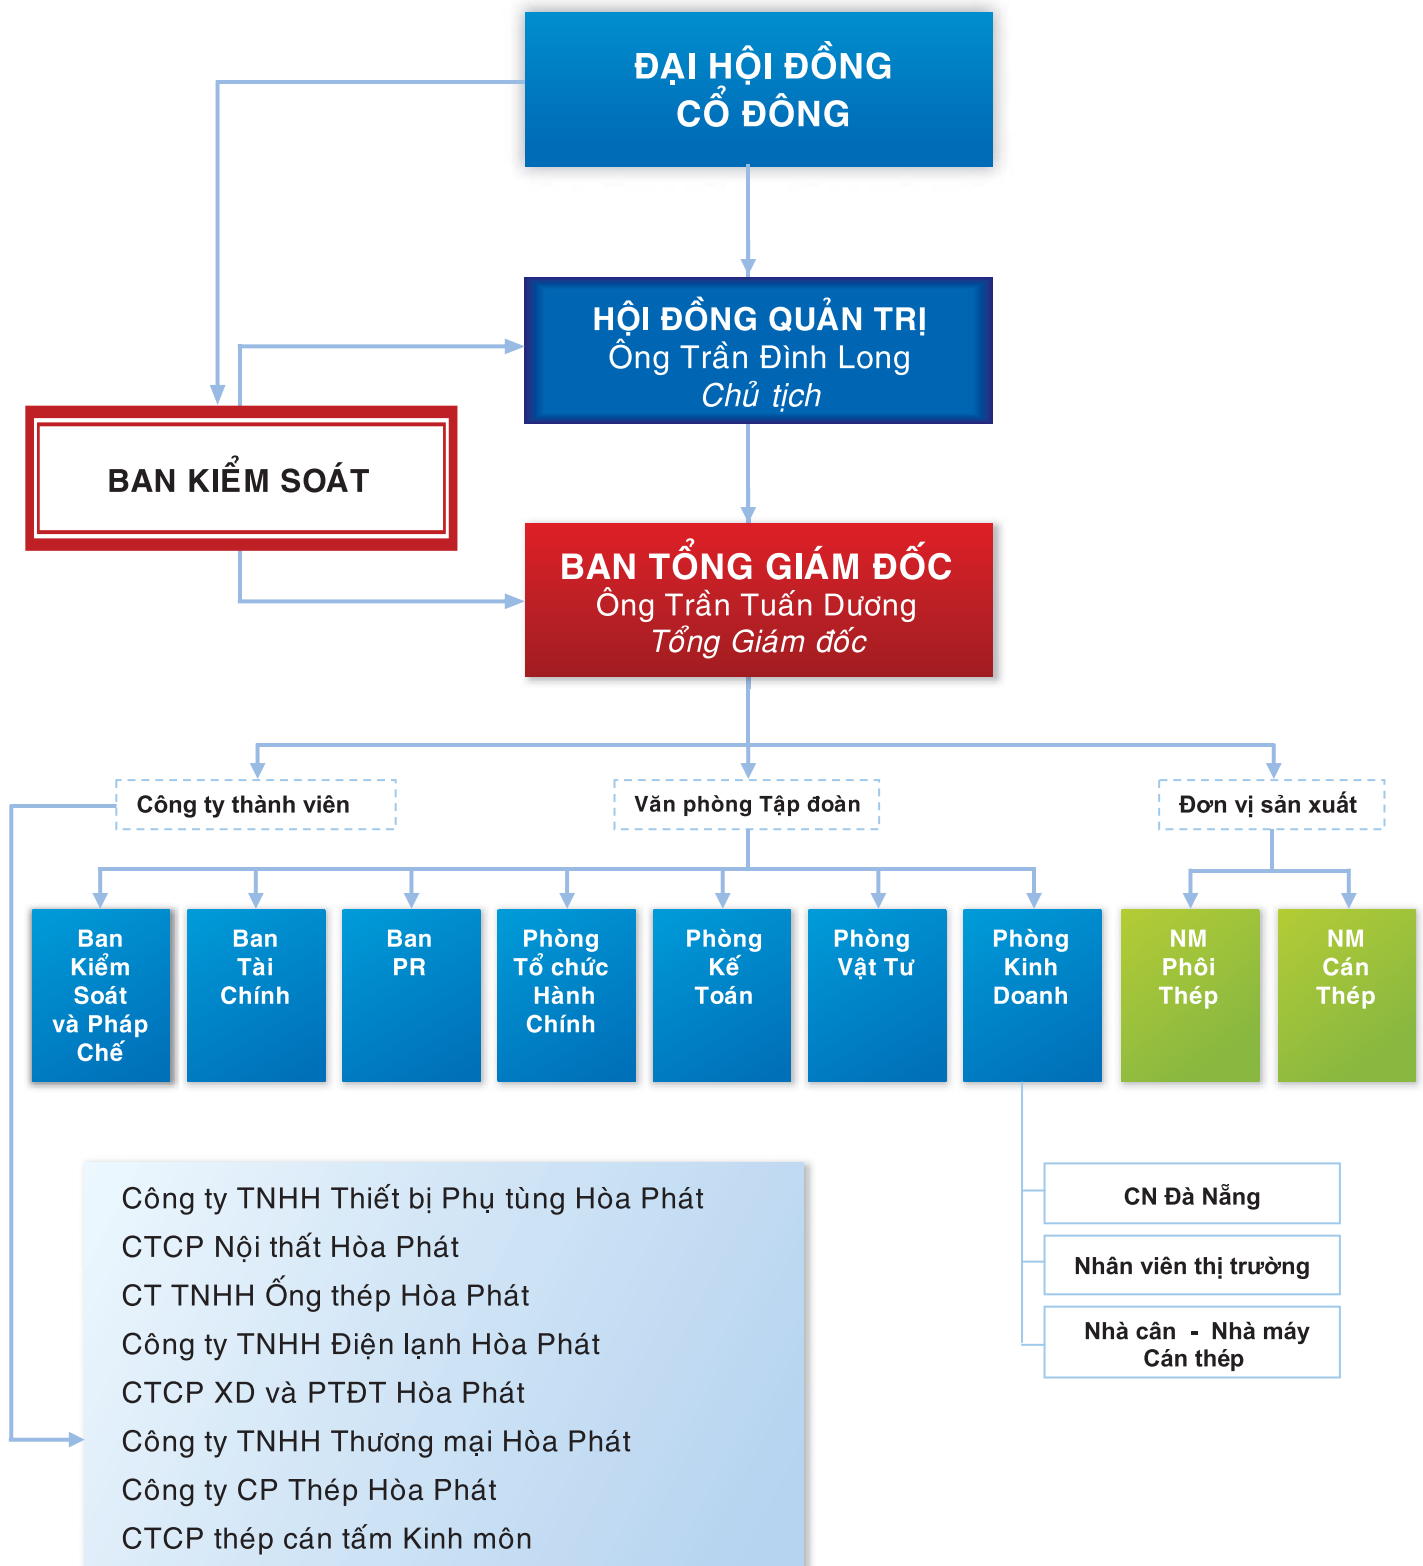 ĐẠI HỘI ĐỒNG
CỔ ĐÔNG
HỘI ĐỒNG QUẢN TRỊ
Ông Trần Đình Long
Chủ tịch
BAN KIỂM SOÁT
BAN TỔNG GIÁM ĐỐC
Ông Trần Tuấn Dương
Tổng Giám đốc
Công ty thành viên
Văn phòng Tập đoàn
Đơn vị sản xuất
Ban
Kiểm
Soát
và Pháp
Chế
Ban
Tài
Chính
Ban
PR
Phòng
Tổ chức
Hành
Chính
Phòng
Kế
Toán
Phòng
Vật Tư
Phòng
Kinh
Doanh
NM
Phôi
Thép
NM
Cán
Thép
CN Đà Nẵng
Nhân viên thị trường
Nhà cân - Nhà máy
Cán thép
Công ty TNHH Thiết bị Phụ tùng Hòa Phát
CTCP Nội thất Hòa Phát
CT TNHH Ống thép Hòa Phát
Công ty TNHH Điện lạnh Hòa Phát
CTCP XD và PTĐT Hòa Phát
Công ty TNHH Thương mại Hòa Phát
Công ty CP Thép Hòa Phát
CTCP thép cán tấm Kinh môn